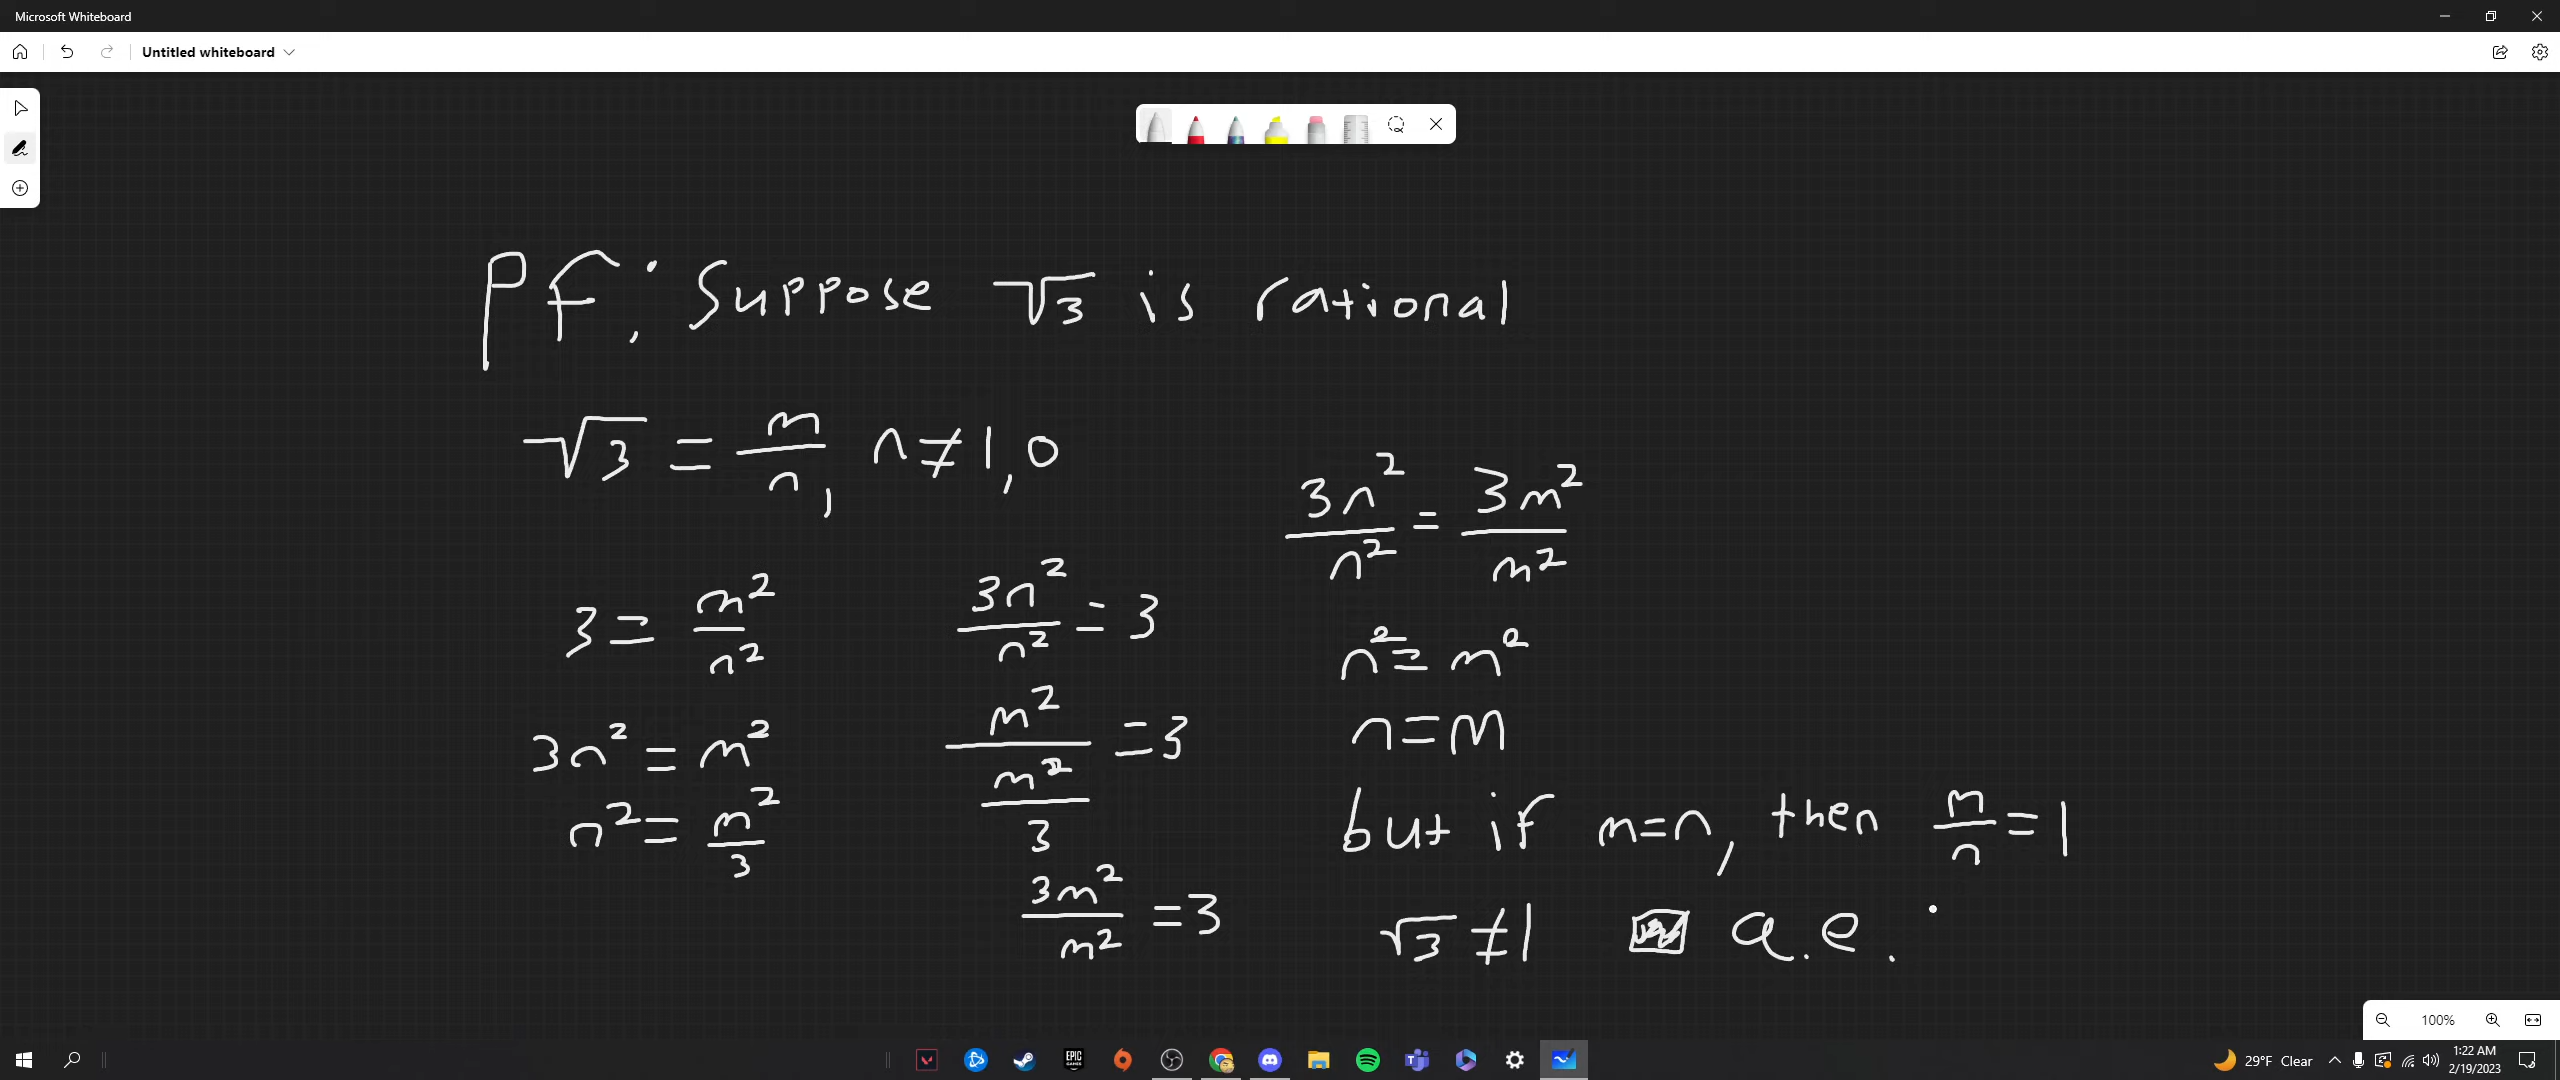 Microsoft Whiteboard
Untitled whiteboard
Pf: Suppose √3 is rational
√3 = m/n, n ≠ 1, 0
3 = m²/n²
3n² = m²
n² = m²/3
3n²/n² = 3
m²/(m²/3) = 3
3m²/m² = 3
3n²/n² = 3m²/m²
n² = m²
n = m
but if m=n, then m/n = 1
√3 ≠ 1 a.e.
100%
EPIC GAMES
29°F Clear
1:22 AM
2/19/2023